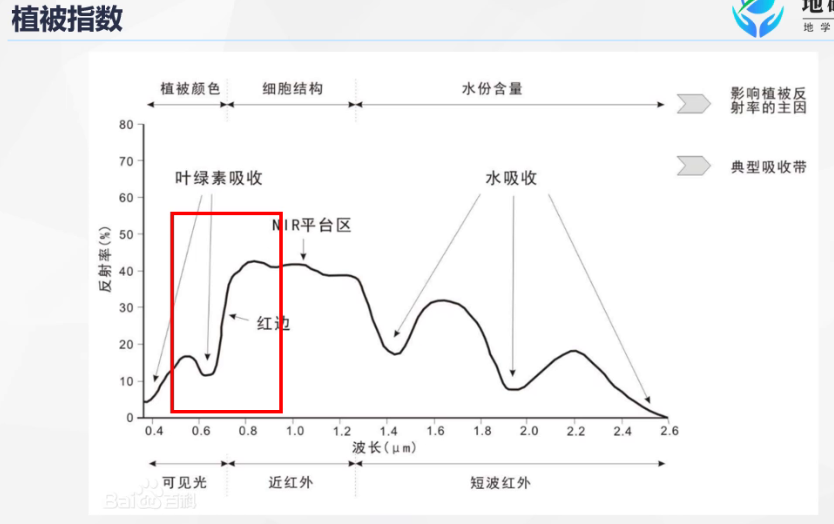 植被指数
地
地学
植被颜色 细胞结构 水份含量
影响植被反
射率的主因
典型吸收带
80
70
60
50
40
30
20
10
0
反射率(%)
叶绿素吸收
水吸收
NIR平台区
红边
0.4 0.6 0.8 1.0 1.2 1.4 1.6 1.8 2.0 2.2 2.4 2.6
波长(μm)
可见光 近红外 短波红外
Baidu百科